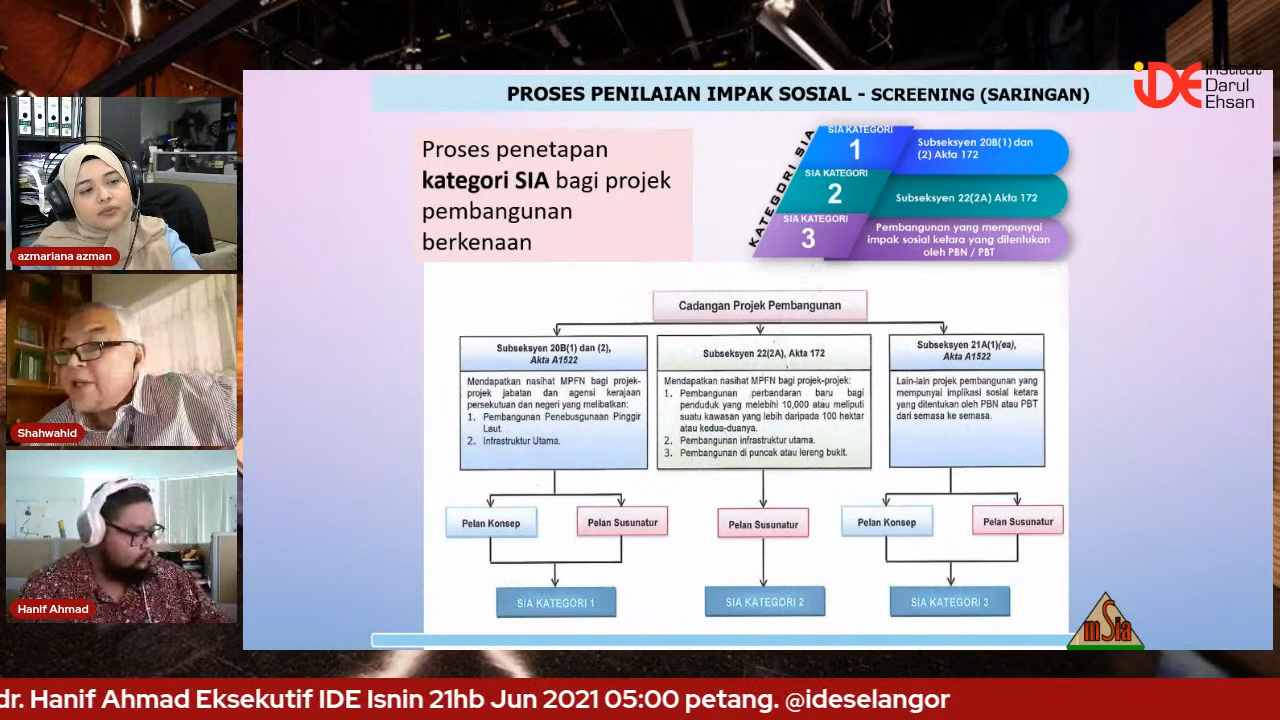 PROSES PENILAIAN IMPAK SOSIAL - SCREENING (SARINGAN)
iDE Institut
Darul
Ehsan
Proses penetapan
kategori SIA bagi projek
pembangunan
berkenaan
KATEGORI SIA
SIA KATEGORI
1
Subseksyen 20B(1) dan
(2) Akta 172
SIA KATEGORI
2
Subseksyen 22(2A) Akta 172
SIA KATEGORI
3
Pembangunan yang mempunyai
impak sosial ketara yang ditentukan
oleh PBN / PBT
Cadangan Projek Pembangunan
Subseksyen 20B(1) dan (2),
Akta A1522
Mendapatkan nasihat MPFN bagi projek-
projek jabatan dan agensi kerajaan
persekutuan dan negeri yang melibatkan:
1. Pembangunan Penebusgunaan Pinggir
Laut.
2. Infrastruktur Utama.
Subseksyen 22(2A), Akta 172
Mendapatkan nasihat MPFN bagi projek-projek:
1. Pembangunan perbandaran baru bagi
penduduk yang melebihi 10,000 atau meliputi
suatu kawasan yang lebih daripada 100 hektar
atau kedua-duanya.
2. Pembangunan infrastruktur utama.
3. Pembangunan di puncak atau lereng bukit.
Subseksyen 21A(1)(ea),
Akta A1522
Lain-lain projek pembangunan yang
mempunyai implikasi sosial ketara
yang ditentukan oleh PBN atau PBT
dari semasa ke semasa.
Pelan Konsep
Pelan Susunatur
Pelan Susunatur
Pelan Konsep
Pelan Susunatur
SIA KATEGORI 1
SIA KATEGORI 2
SIA KATEGORI 3
mSia
azmariana azman
Shahwahid
Hanif Ahmad
dr. Hanif Ahmad Eksekutif IDE Isnin 21hb Jun 2021 05:00 petang. @ideselangor